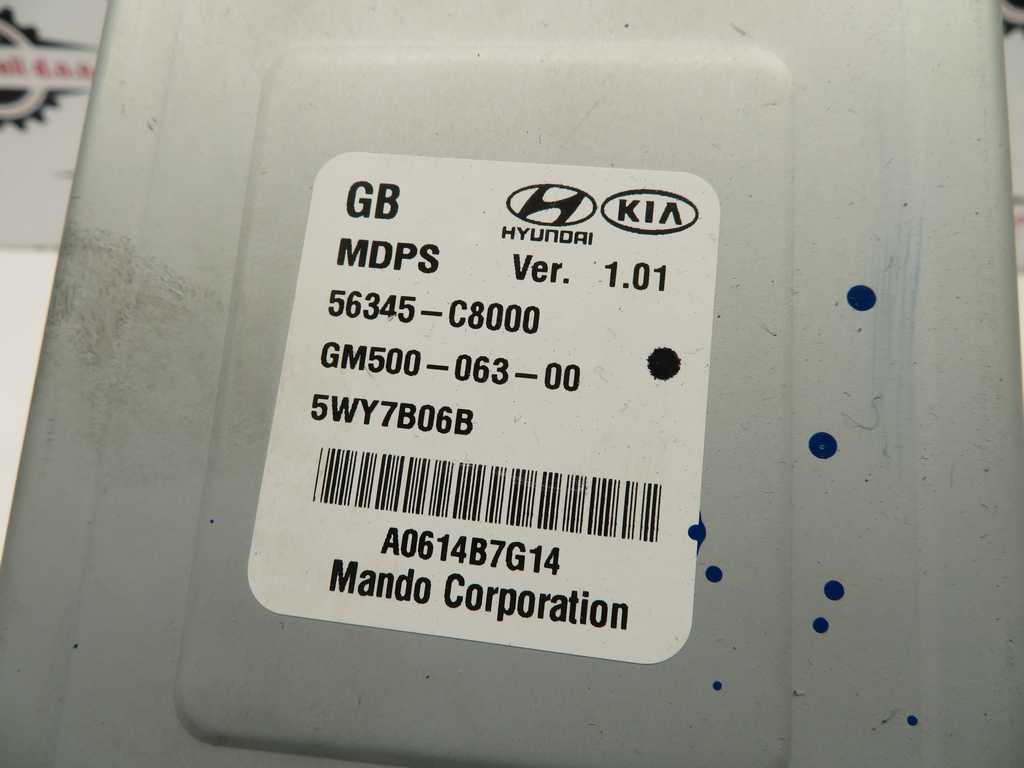 GB
HYUNDAI
KIA
MDPS Ver. 1.01
56345-C8000
GM500-063-00
5WY7B06B
A0614B7G14
Mando Corporation